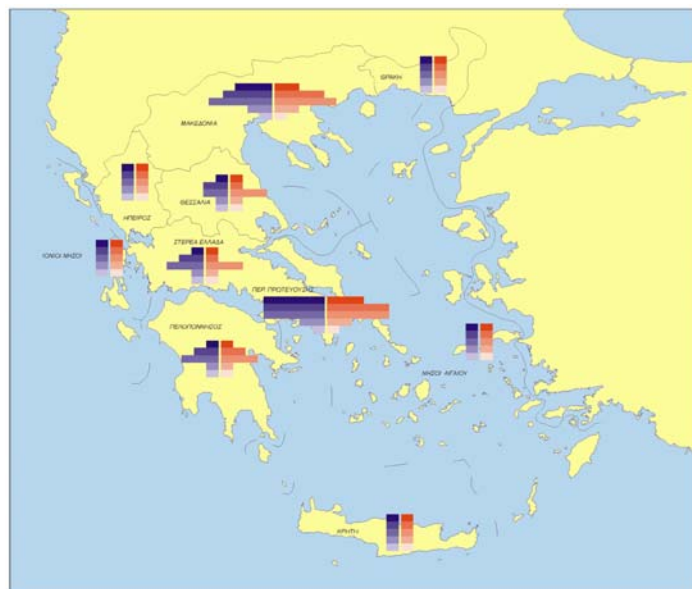 ΘΡΑΚΗ
ΜΑΚΕΔΟΝΙΑ
ΘΕΣΣΑΛΙΑ
ΗΠΕΙΡΟΣ
ΣΤΕΡΕΑ ΕΛΛΑΔΑ
ΙΟΝΙΟΙ ΝΗΣΟΙ
ΠΕΡ. ΠΡΩΤΕΥΟΥΣΗΣ
ΠΕΛΟΠΟΝΝΗΣΟΣ
ΝΗΣΟΙ ΑΙΓΑΙΟΥ
ΚΡΗΤΗ